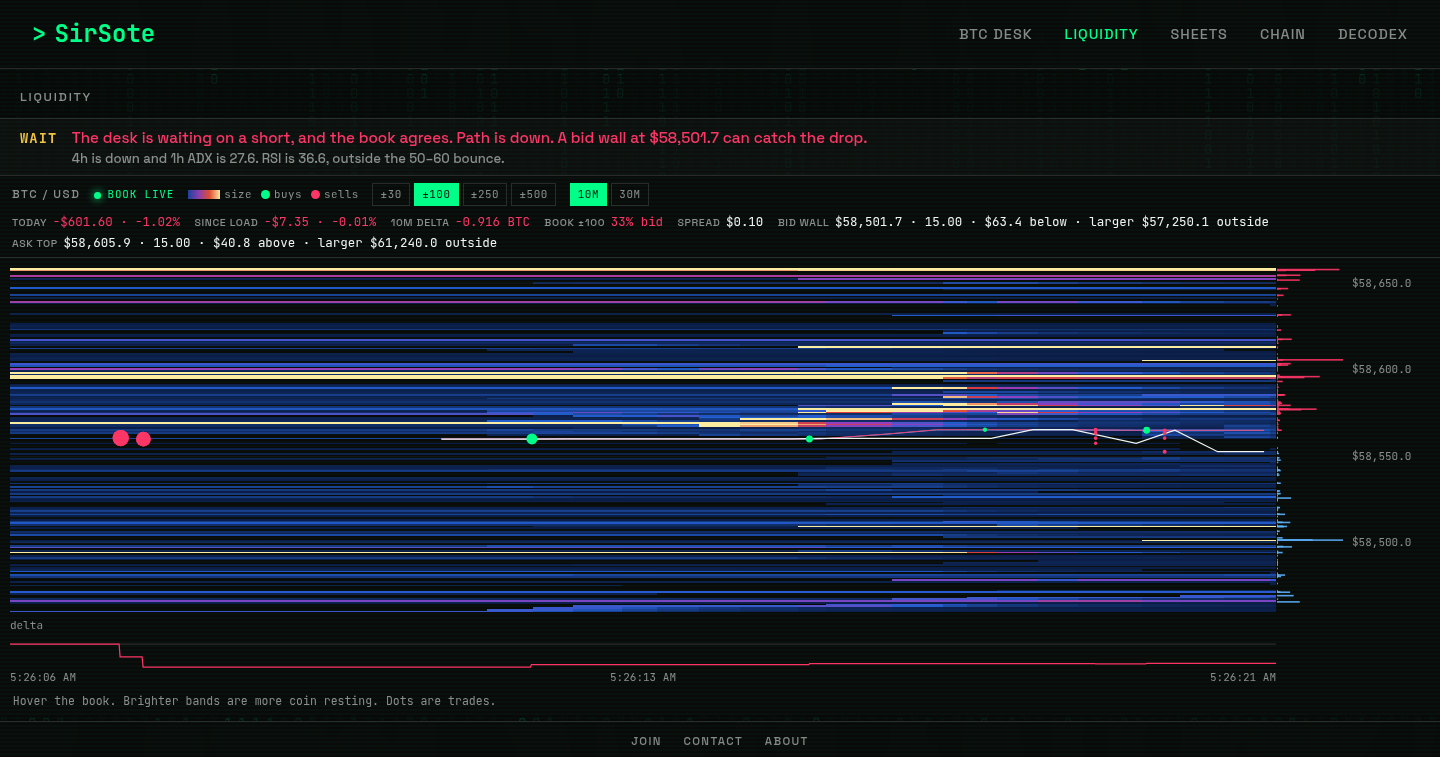 > SirSote
BTC DESK LIQUIDITY SHEETS CHAIN DECODEX
LIQUIDITY
WAIT The desk is waiting on a short, and the book agrees. Path is down. A bid wall at $58,501.7 can catch the drop.
4h is down and 1h ADX is 27.6. RSI is 36.6, outside the 50–60 bounce.
BTC / USD BOOK LIVE size buys sells ±30 ±100 ±250 ±500 10M 30M
TODAY -$601.60 · -1.02% SINCE LOAD -$7.35 · -0.01% 10M DELTA -0.916 BTC BOOK ±100 33% bid SPREAD $0.10 BID WALL $58,501.7 · 15.00 · $63.4 below · larger $57,250.1 outside
ASK TOP $58,605.9 · 15.00 · $40.8 above · larger $61,240.0 outside
$58,650.0
$58,600.0
$58,550.0
$58,500.0
delta
5:26:06 AM 5:26:13 AM 5:26:21 AM
Hover the book. Brighter bands are more coin resting. Dots are trades.
JOIN CONTACT ABOUT